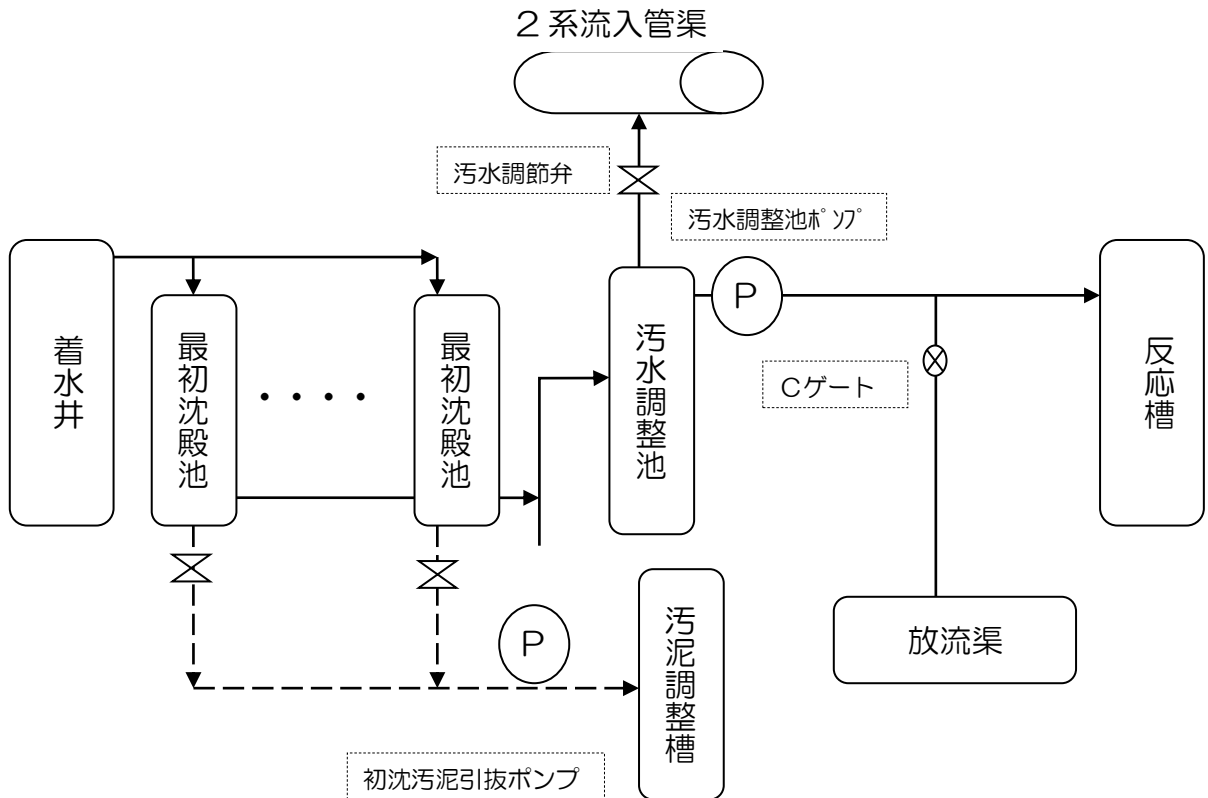 ２系流入管渠
汚水調節弁
汚水調整池ﾎﾟﾝﾌﾟ
着水井
最初沈殿池
・・・・
最初沈殿池
汚水調整池
P
Cゲート
反応槽
P
汚泥調整槽
放流渠
初沈汚泥引抜ポンプ